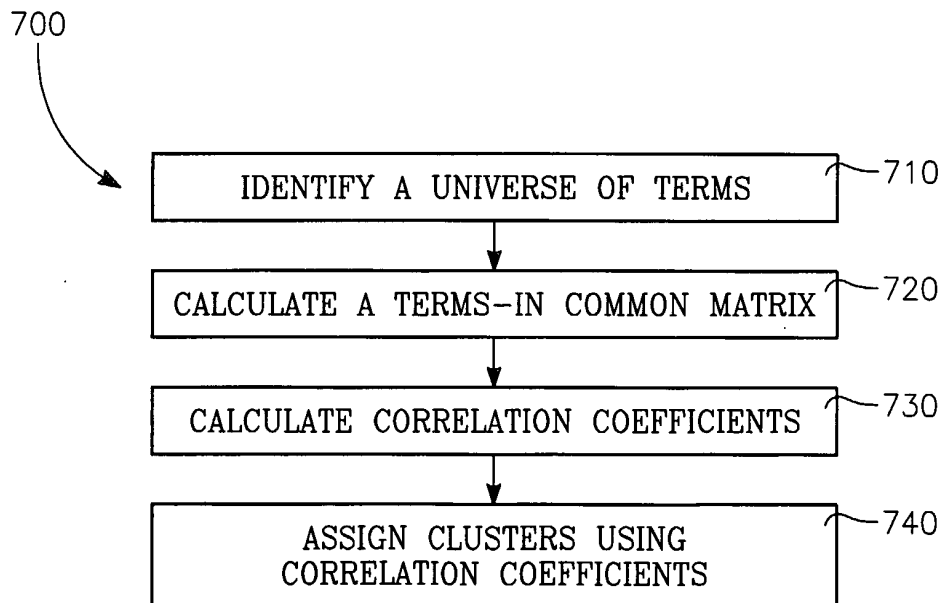 700
IDENTIFY A UNIVERSE OF TERMS
710
CALCULATE A TERMS-IN COMMON MATRIX
720
CALCULATE CORRELATION COEFFICIENTS
730
ASSIGN CLUSTERS USING
CORRELATION COEFFICIENTS
740